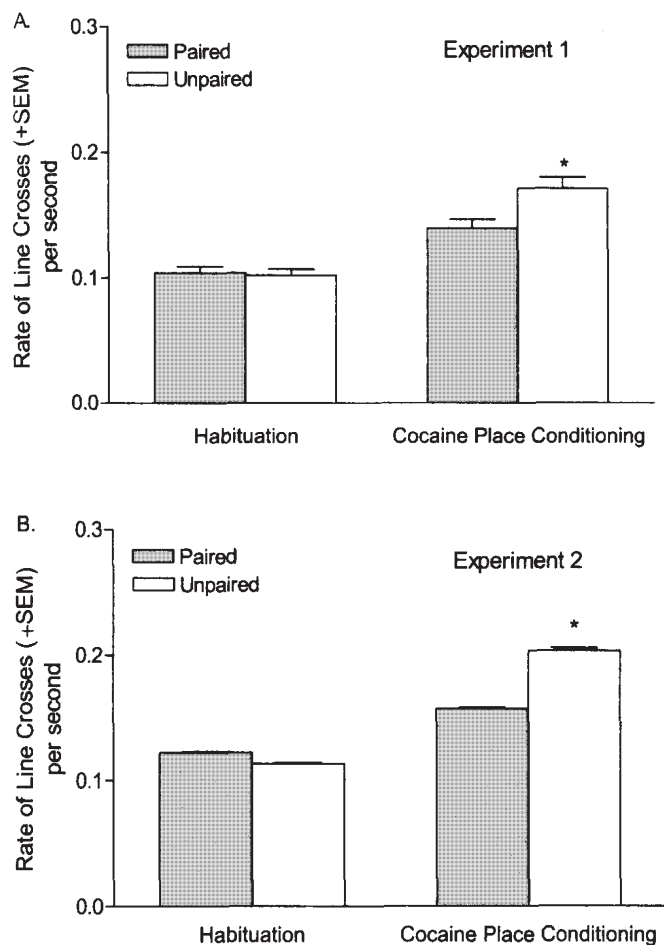 A.
Rate of Line Crosses (+SEM)
per second
0.3
0.2
0.1
0.0
Paired
Unpaired
Experiment 1
*
Habituation
Cocaine Place Conditioning
B.
Rate of Line Crosses (+SEM)
per second
0.3
0.2
0.1
0.0
Paired
Unpaired
Experiment 2
*
Habituation
Cocaine Place Conditioning